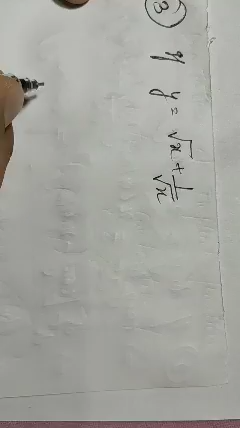 ③ If y = √x + 1/√x